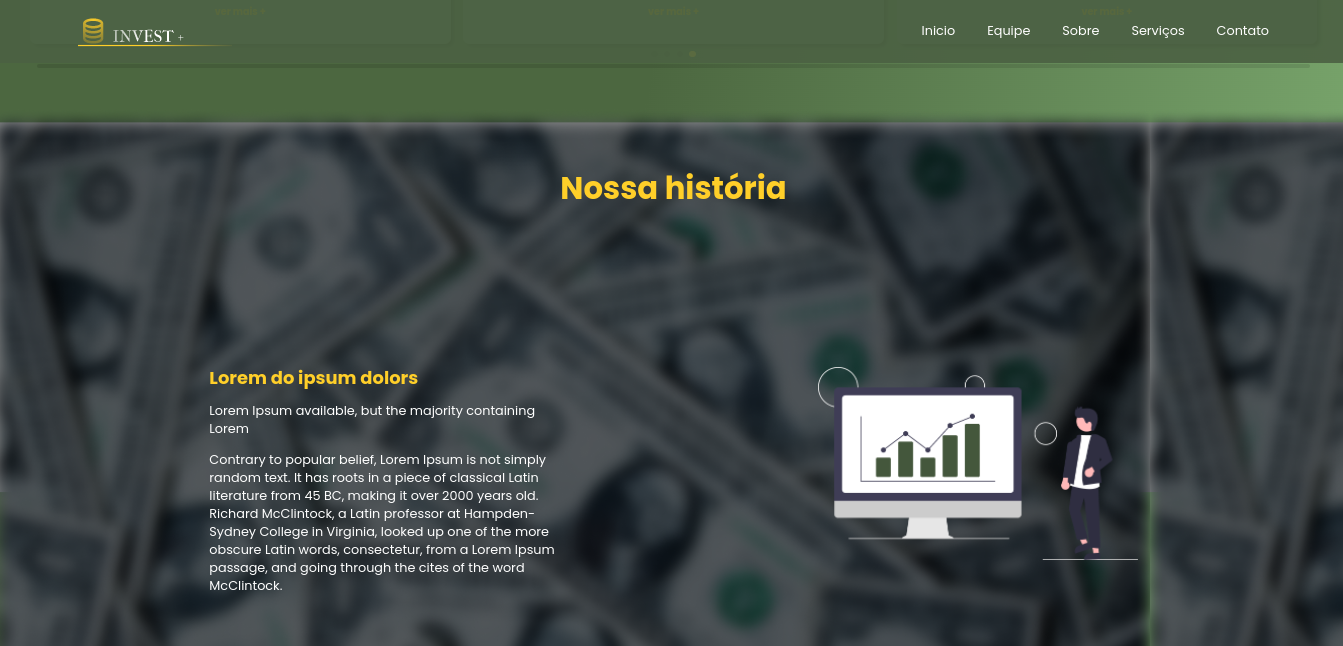 INVEST +
Inicio Equipe Sobre Serviços Contato
Nossa história
Lorem do ipsum dolors
Lorem Ipsum available, but the majority containing
Lorem
Contrary to popular belief, Lorem Ipsum is not simply
random text. It has roots in a piece of classical Latin
literature from 45 BC, making it over 2000 years old.
Richard McClintock, a Latin professor at Hampden-
Sydney College in Virginia, looked up one of the more
obscure Latin words, consectetur, from a Lorem Ipsum
passage, and going through the cites of the word
McClintock.